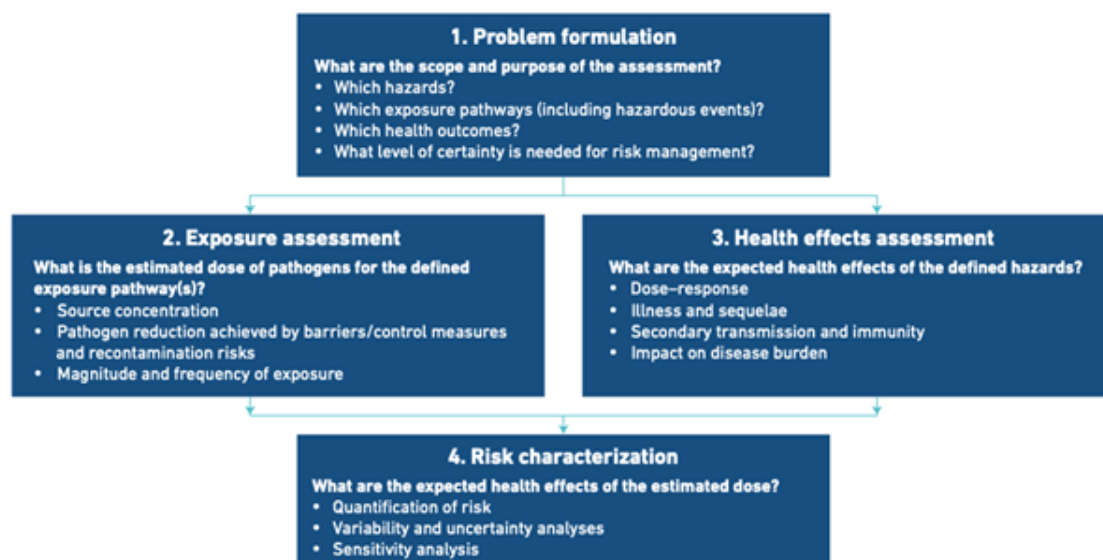 1. Problem formulation
What are the scope and purpose of the assessment?
• Which hazards?
• Which exposure pathways (including hazardous events)?
• Which health outcomes?
• What level of certainty is needed for risk management?
2. Exposure assessment
What is the estimated dose of pathogens for the defined
exposure pathway(s)?
• Source concentration
• Pathogen reduction achieved by barriers/control measures
and recontamination risks
• Magnitude and frequency of exposure
3. Health effects assessment
What are the expected health effects of the defined hazards?
• Dose–response
• Illness and sequelae
• Secondary transmission and immunity
• Impact on disease burden
4. Risk characterization
What are the expected health effects of the estimated dose?
• Quantification of risk
• Variability and uncertainty analyses
• Sensitivity analysis